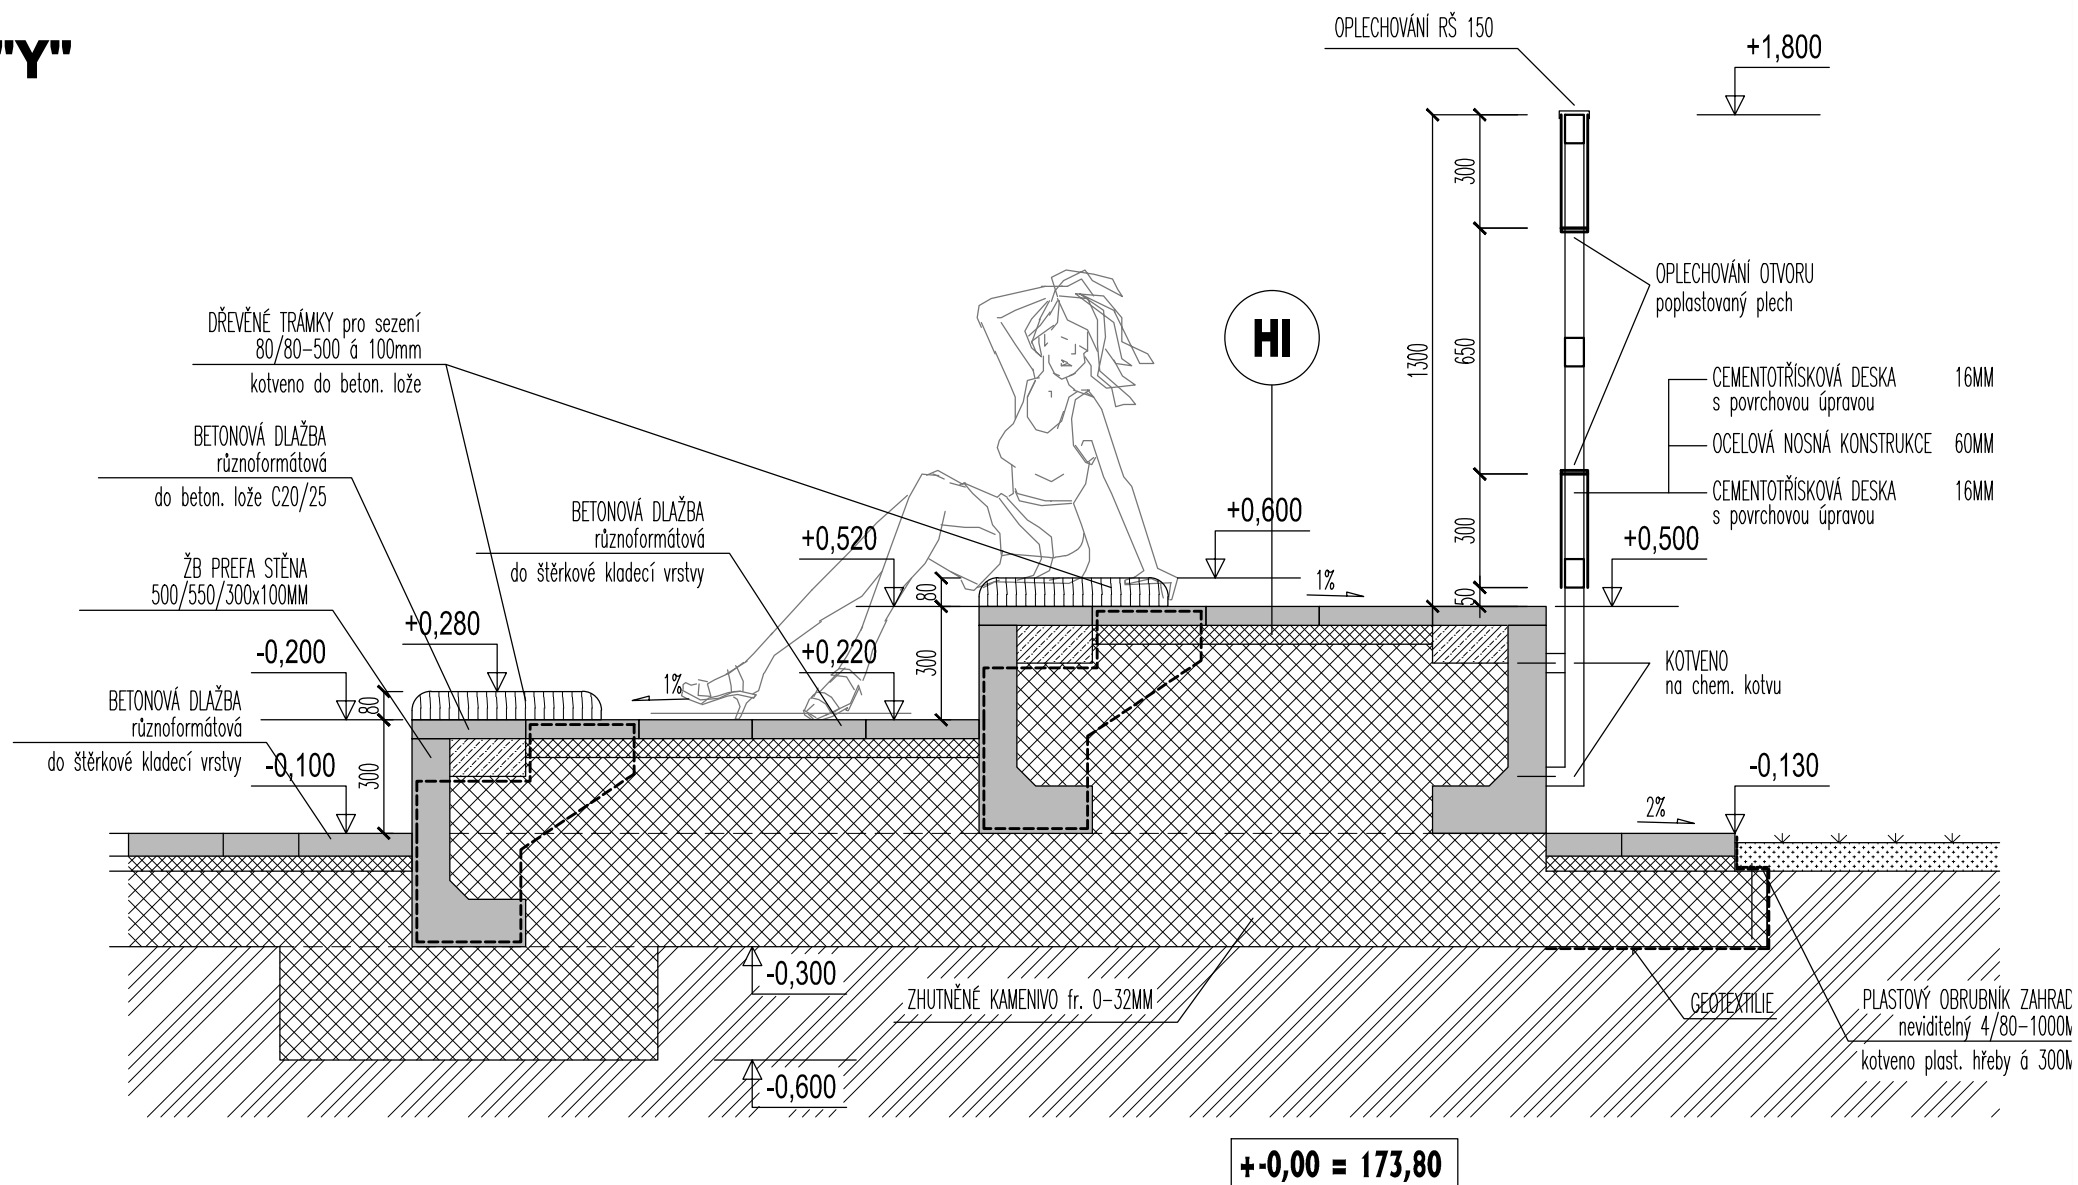 "Y"
OPLECHOVÁNÍ RŠ 150
+1,800
300
OPLECHOVÁNÍ OTVORU
poplastovaný plech
DŘEVĚNÉ TRÁMKY pro sezení
80/80-500 á 100mm
kotveno do beton. lože
HI
1300
650
CEMENTOTŘÍSKOVÁ DESKA 16MM
s povrchovou úpravou
OCELOVÁ NOSNÁ KONSTRUKCE 60MM
CEMENTOTŘÍSKOVÁ DESKA 16MM
s povrchovou úpravou
BETONOVÁ DLAŽBA
různoformátová
do beton. lože C20/25
BETONOVÁ DLAŽBA
různoformátová
do štěrkové kladecí vrstvy
+0,520
+0,600
300
+0,500
ŽB PREFA STĚNA
500/550/300x100MM
80
1%
50
+0,280
-0,200
+0,220
300
1%
KOTVENO
na chem. kotvu
BETONOVÁ DLAŽBA
různoformátová
do štěrkové kladecí vrstvy
80
-0,100
300
-0,130
2%
-0,300
ZHUTNĚNÉ KAMENIVO fr. 0-32MM
GEOTEXTILIE
PLASTOVÝ OBRUBNÍK ZAHRAD
neviditelný 4/80-1000M
kotveno plast. hřeby á 300M
-0,600
+-0,00 = 173,80